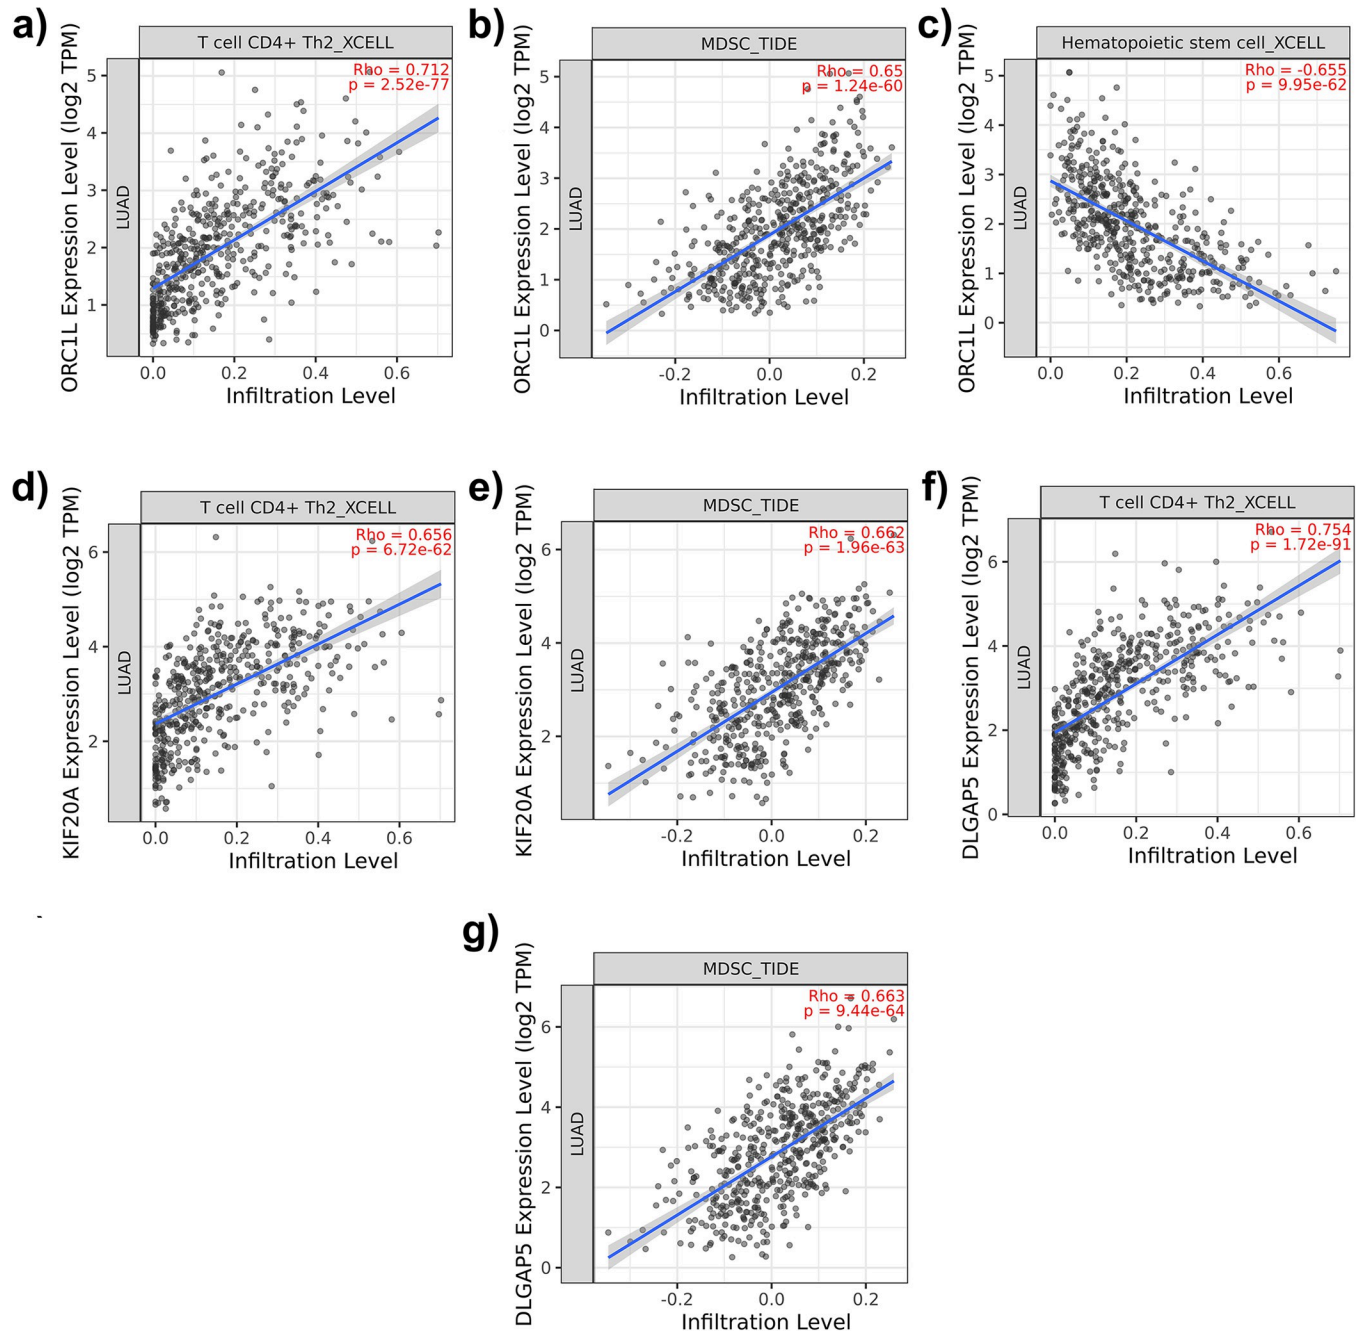 a)
T cell CD4+ Th2_XCELL
Rho = 0.712
p = 2.52e-77
LUAD
ORC1L Expression Level (log2 TPM)
5
4
3
2
1
0.0 0.2 0.4 0.6
Infiltration Level
b)
MDSC_TIDE
Rho = 0.65
p = 1.24e-60
LUAD
ORC1L Expression Level (log2 TPM)
5
4
3
2
1
0
-0.2 0.0 0.2
Infiltration Level
c)
Hematopoietic stem cell_XCELL
Rho = -0.655
p = 9.95e-62
LUAD
ORC1L Expression Level (log2 TPM)
5
4
3
2
1
0
0.0 0.2 0.4 0.6
Infiltration Level
d)
T cell CD4+ Th2_XCELL
Rho = 0.656
p = 6.72e-62
LUAD
KIF20A Expression Level (log2 TPM)
6
4
2
0.0 0.2 0.4 0.6
Infiltration Level
e)
MDSC_TIDE
Rho = 0.662
p = 1.96e-63
LUAD
KIF20A Expression Level (log2 TPM)
6
4
2
-0.2 0.0 0.2
Infiltration Level
f)
T cell CD4+ Th2_XCELL
Rho = 0.754
p = 1.72e-91
LUAD
DLGAP5 Expression Level (log2 TPM)
6
4
2
0
0.0 0.2 0.4 0.6
Infiltration Level
-
g)
MDSC_TIDE
Rho = 0.663
p = 9.44e-64
LUAD
DLGAP5 Expression Level (log2 TPM)
6
4
2
0
-0.2 0.0 0.2
Infiltration Level